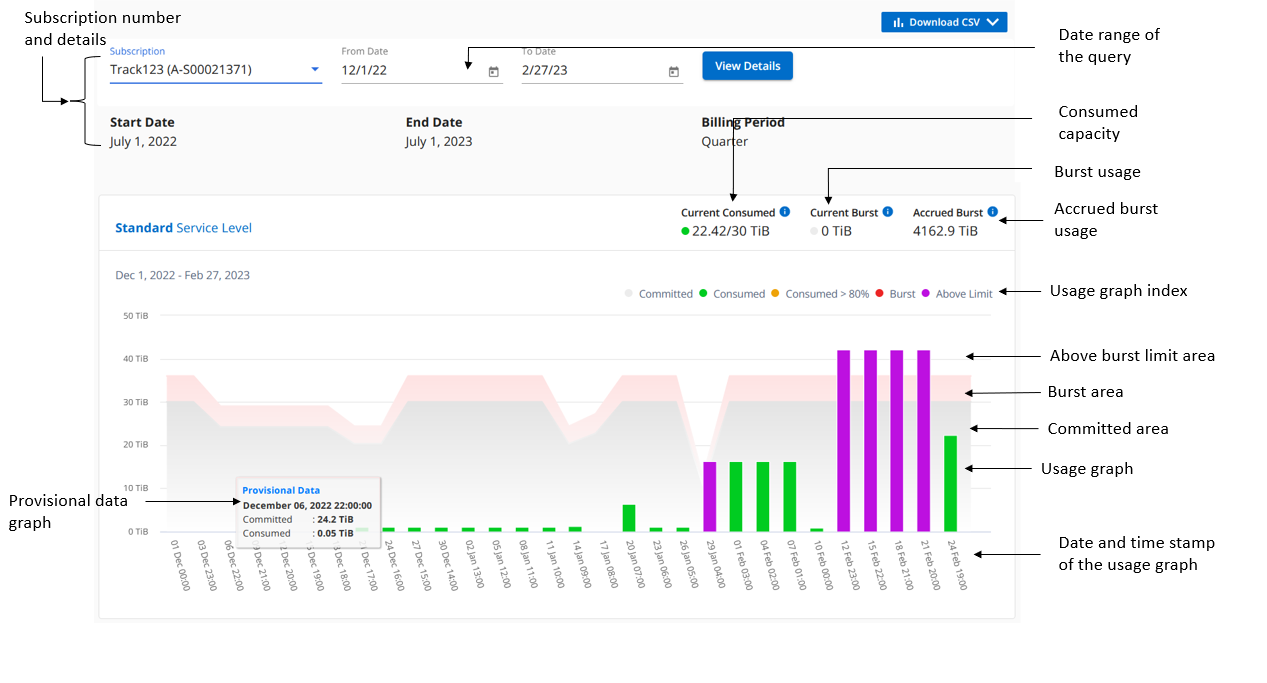 Subscription number
and details
Download CSV
Date range of
the query
Subscription
Track123 (A-S00021371)
From Date
12/1/22
To Date
2/27/23
View Details
Consumed
capacity
Start Date
July 1, 2022
End Date
July 1, 2023
Billing Period
Quarter
Burst usage
Accrued burst
usage
Standard Service Level
Current Consumed
22.42/30 TiB
Current Burst
0 TiB
Accrued Burst
4162.9 TiB
Dec 1, 2022 - Feb 27, 2023
Committed Consumed Consumed > 80% Burst Above Limit
Usage graph index
50 TiB
40 TiB
30 TiB
20 TiB
10 TiB
0 TiB
Above burst limit area
Burst area
Committed area
Usage graph
Provisional data
graph
Provisional Data
December 06, 2022 22:00:00
Committed : 24.2 TiB
Consumed : 0.05 TiB
01 Dec 00:00
03 Dec 23:00
06 Dec 22:00
Dec 21:00
Dec 20:00
Dec 19:00
Dec 18:00
Dec 17:00
24 Dec 16:00
27 Dec 15:00
30 Dec 14:00
02 Jan 13:00
05 Jan 12:00
08 Jan 11:00
11 Jan 10:00
14 Jan 09:00
17 Jan 08:00
20 Jan 07:00
23 Jan 06:00
26 Jan 05:00
29 Jan 04:00
01 Feb 03:00
04 Feb 02:00
07 Feb 01:00
10 Feb 00:00
12 Feb 23:00
15 Feb 22:00
18 Feb 21:00
21 Feb 20:00
24 Feb 19:00
Date and time stamp
of the usage graph